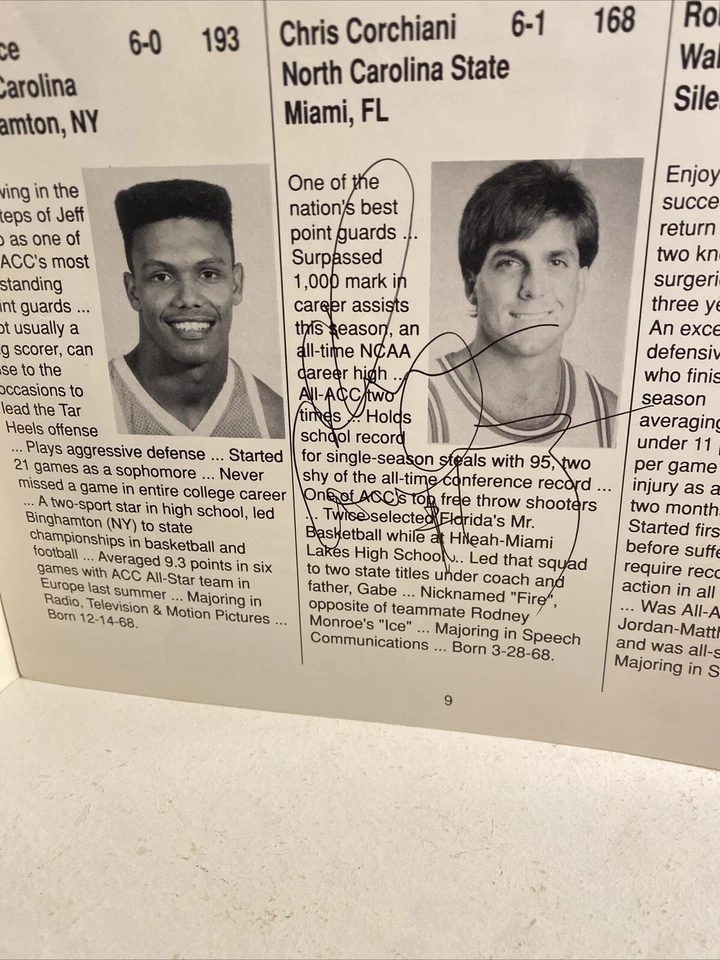 ce 6-0 193
Carolina
amton, NY
wing in the
teps of Jeff
as one of
ACC's most
standing
int guards ...
ot usually a
g scorer, can
se to the
occasions to
lead the Tar
Heels offense
... Plays aggressive defense ... Started
21 games as a sophomore ... Never
missed a game in entire college career
... A two-sport star in high school, led
Binghamton (NY) to state
championships in basketball and
football ... Averaged 9.3 points in six
games with ACC All-Star team in
Europe last summer ... Majoring in
Radio, Television & Motion Pictures ...
Born 12-14-68.
Chris Corchiani 6-1 168
North Carolina State
Miami, FL
One of the
nation's best
point guards ...
Surpassed
1,000 mark in
career assists
this season, an
all-time NCAA
career high ...
All-ACC two
times ... Holds
school record
for single-season steals with 95, two
shy of the all-time conference record ...
One of ACC's top free throw shooters
... Twice selected Florida's Mr.
Basketball while at Hileah-Miami
Lakes High School ... Led that squad
to two state titles under coach and
father, Gabe ... Nicknamed "Fire",
opposite of teammate Rodney
Monroe's "Ice" ... Majoring in Speech
Communications ... Born 3-28-68.
Ro
Wal
Sile
Enjoy
succe
return
two kn
surgeri
three ye
An exce
defensiv
who finis
season
averaging
under 11
per game
injury as a
two month
Started firs
before suffe
require reco
action in all
... Was All-A
Jordan-Matth
and was all-s
Majoring in S
9